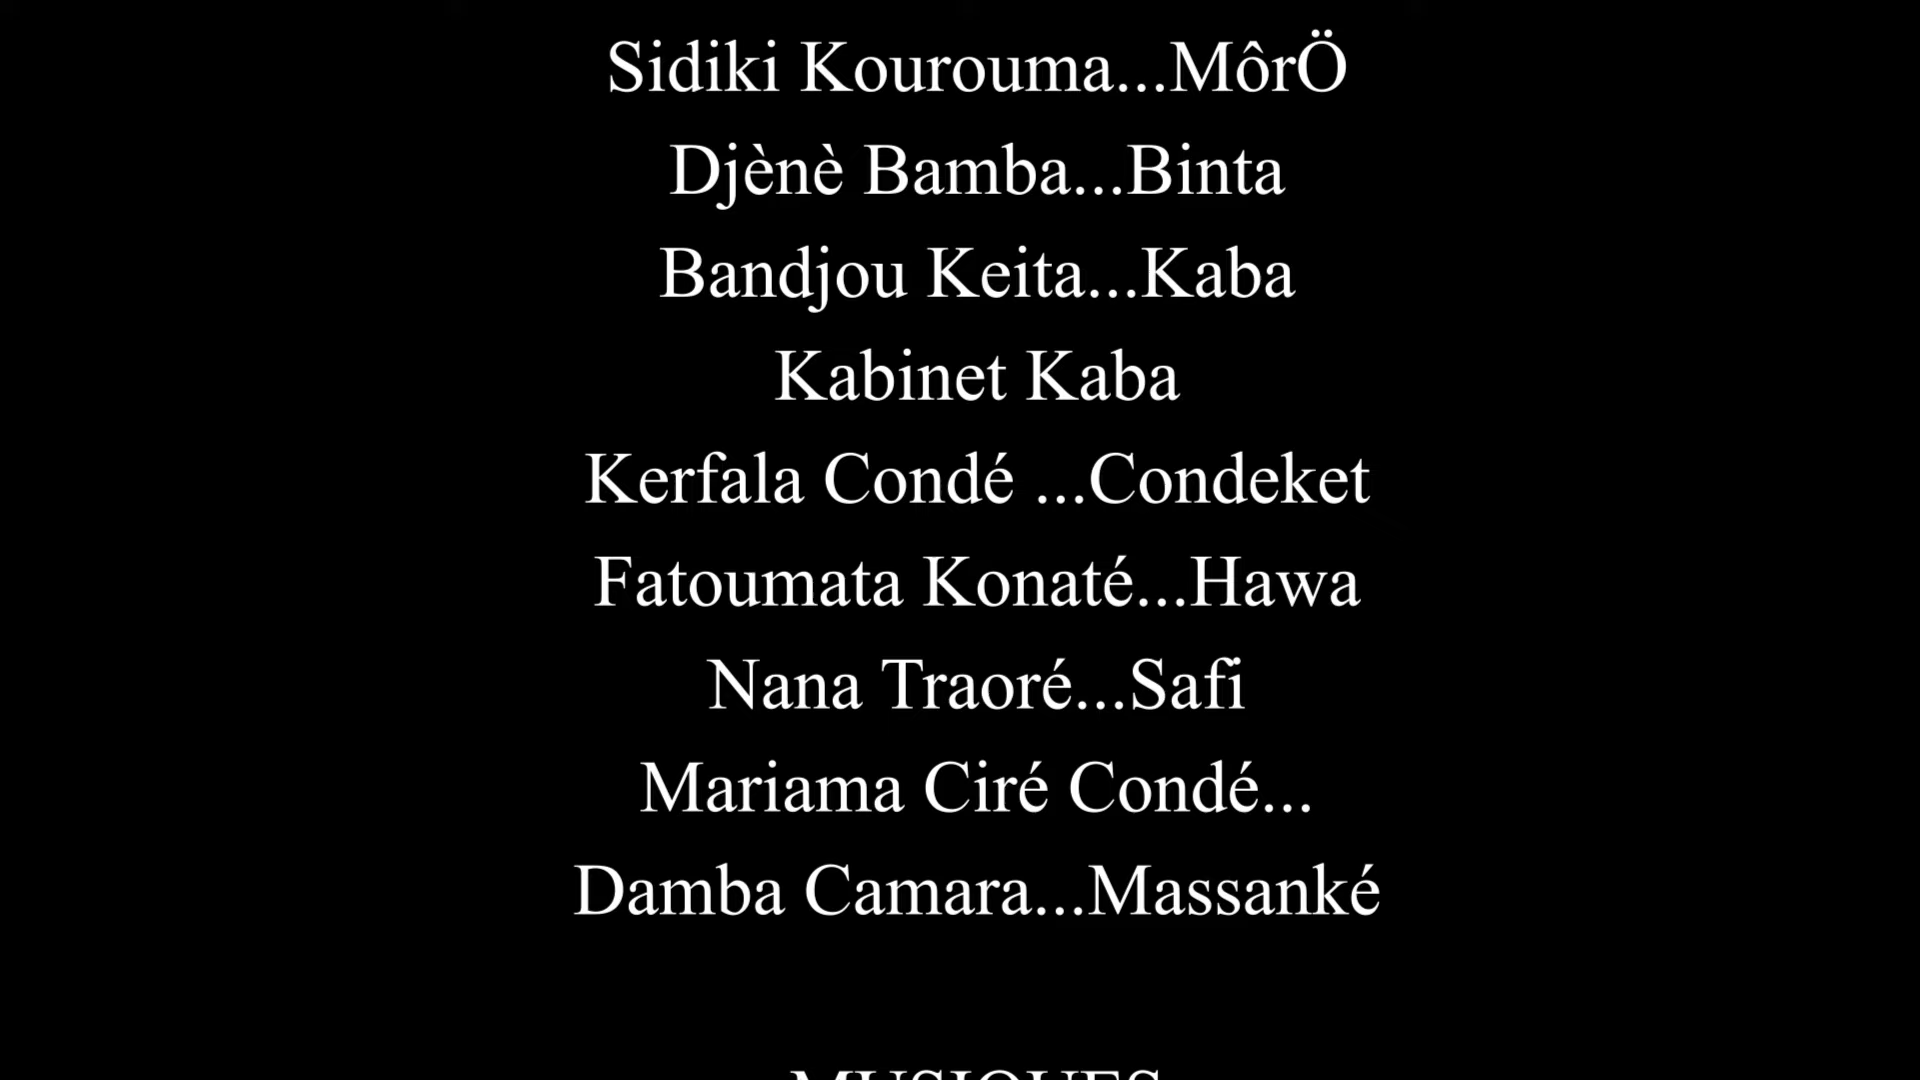 Sidiki Kourouma...MôrÖ
Djènè Bamba...Binta
Bandjou Keita...Kaba
Kabinet Kaba
Kerfala Condé ...Condeket
Fatoumata Konaté...Hawa
Nana Traoré...Safi
Mariama Ciré Condé...
Damba Camara...Massanké
MUSIQUES